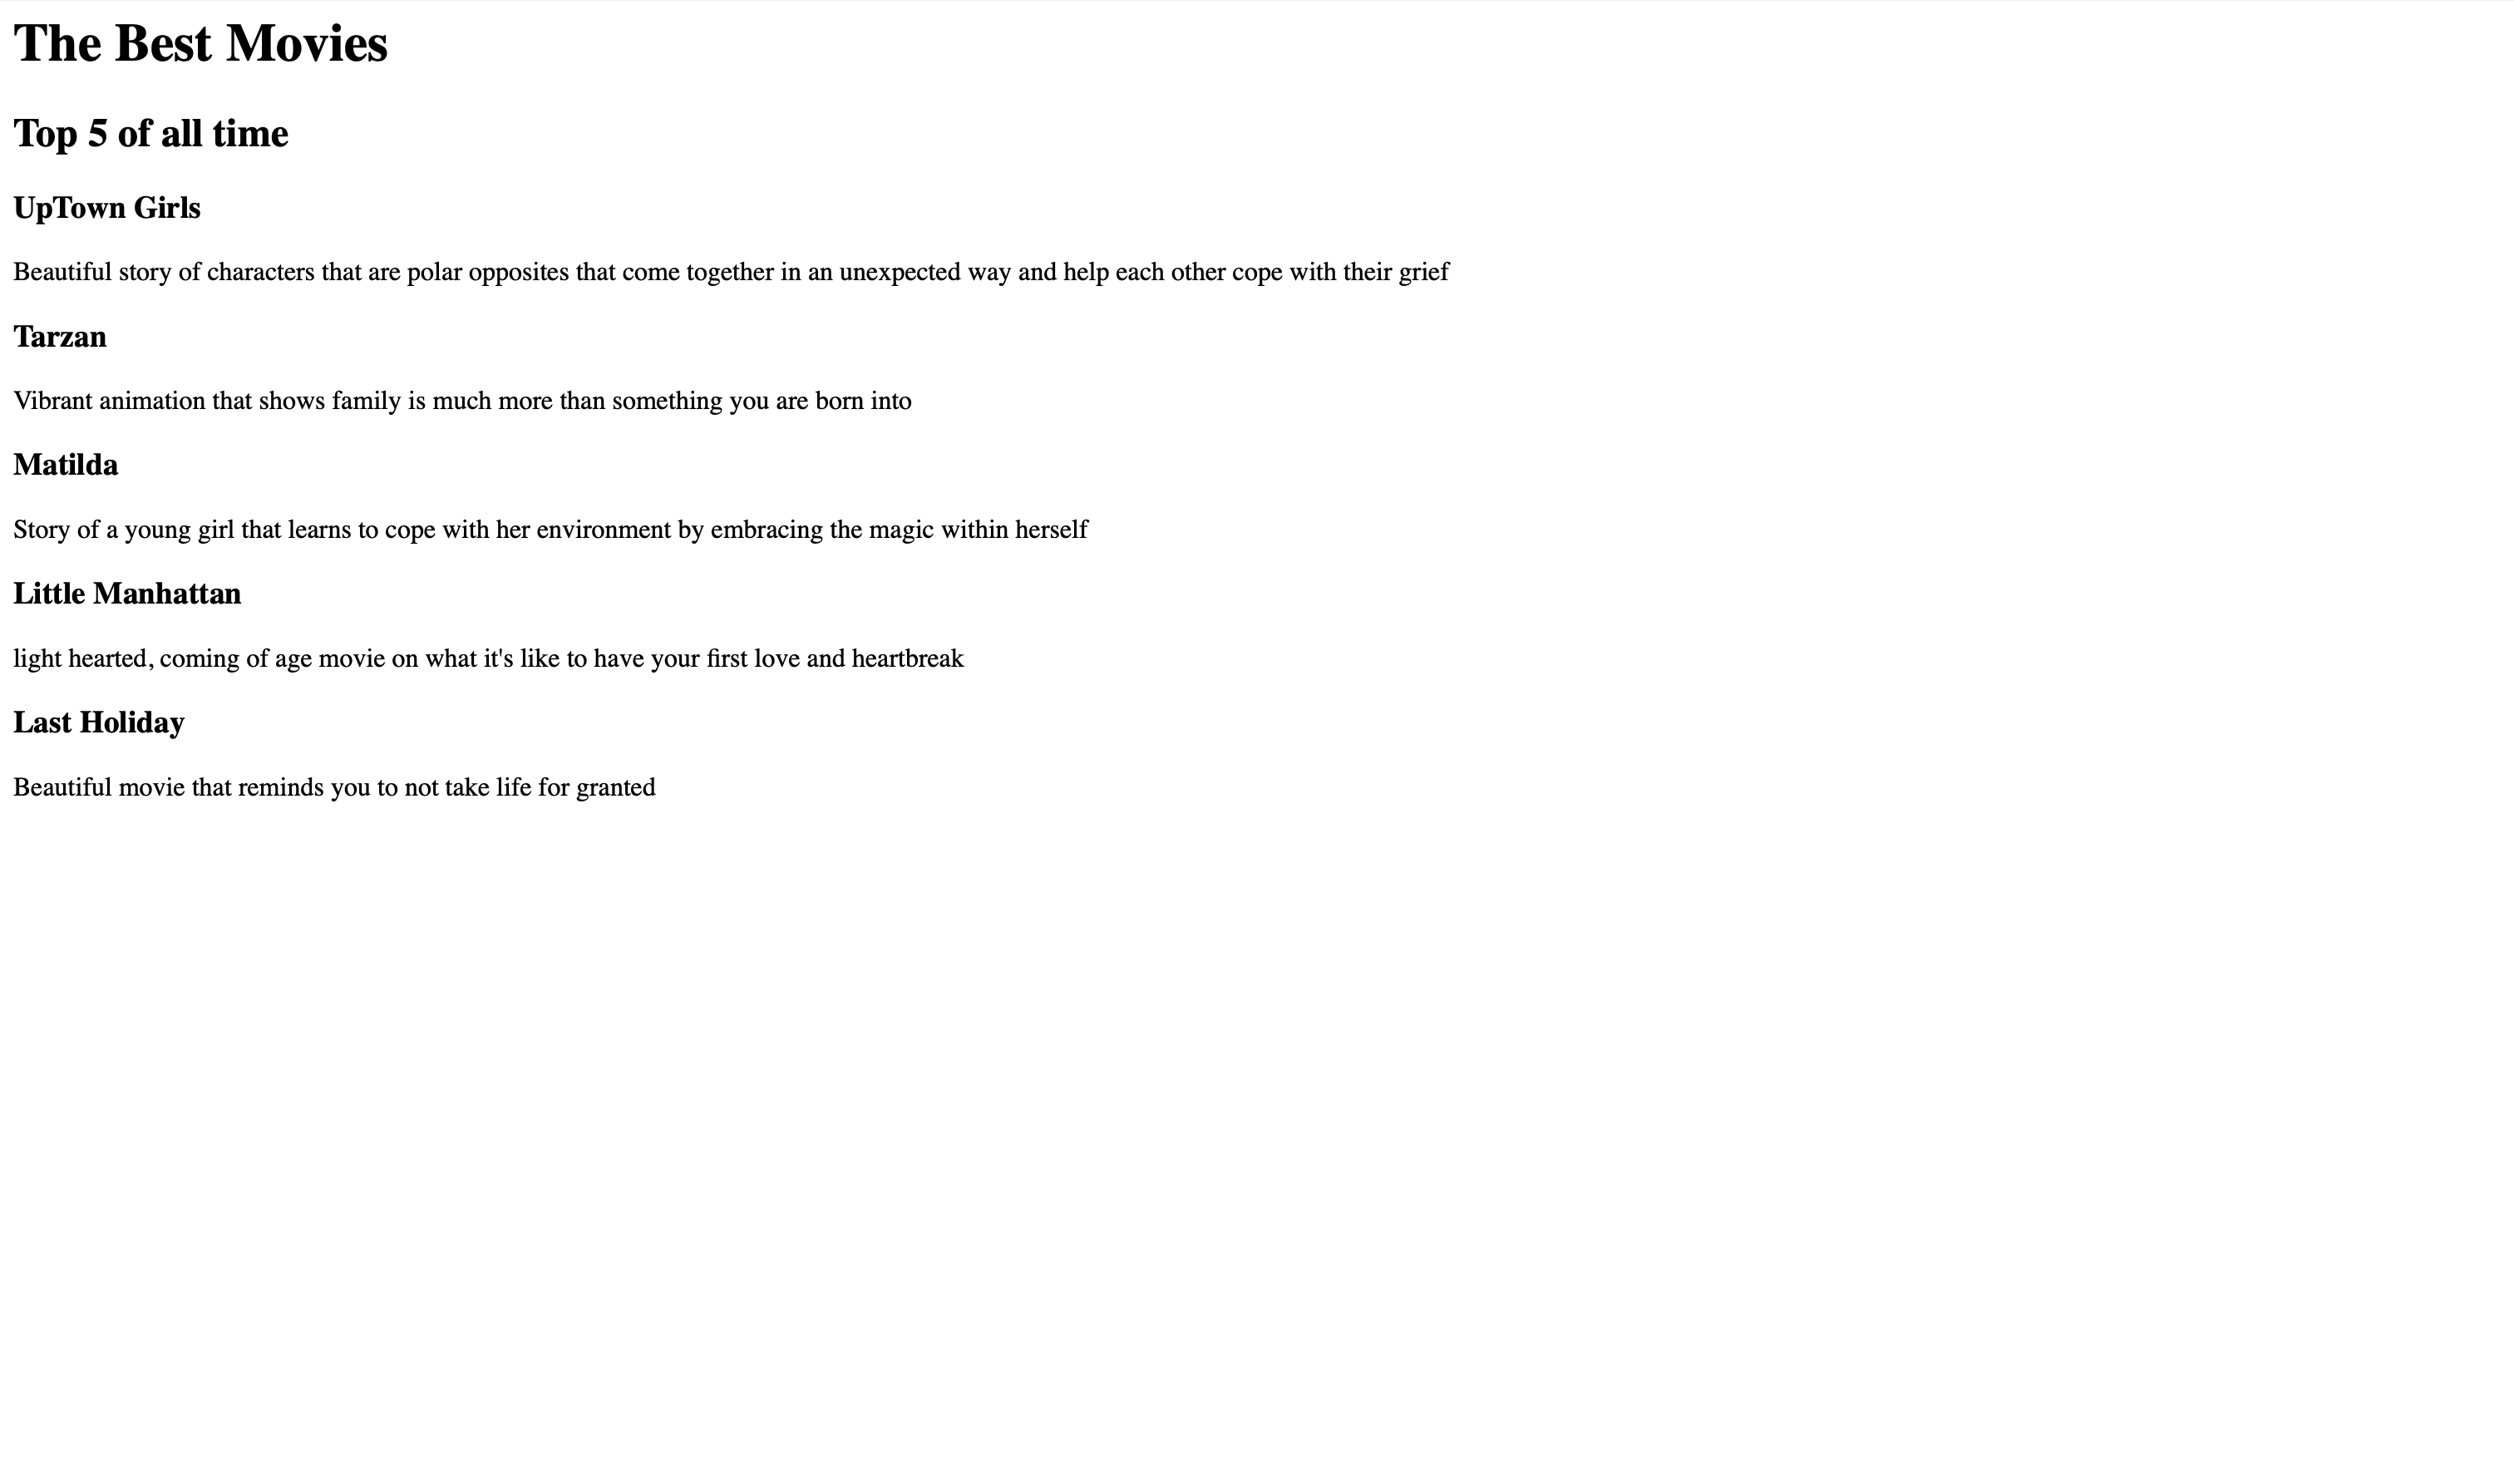 The Best Movies
Top 5 of all time
UpTown Girls
Beautiful story of characters that are polar opposites that come together in an unexpected way and help each other cope with their grief
Tarzan
Vibrant animation that shows family is much more than something you are born into
Matilda
Story of a young girl that learns to cope with her environment by embracing the magic within herself
Little Manhattan
light hearted, coming of age movie on what it's like to have your first love and heartbreak
Last Holiday
Beautiful movie that reminds you to not take life for granted